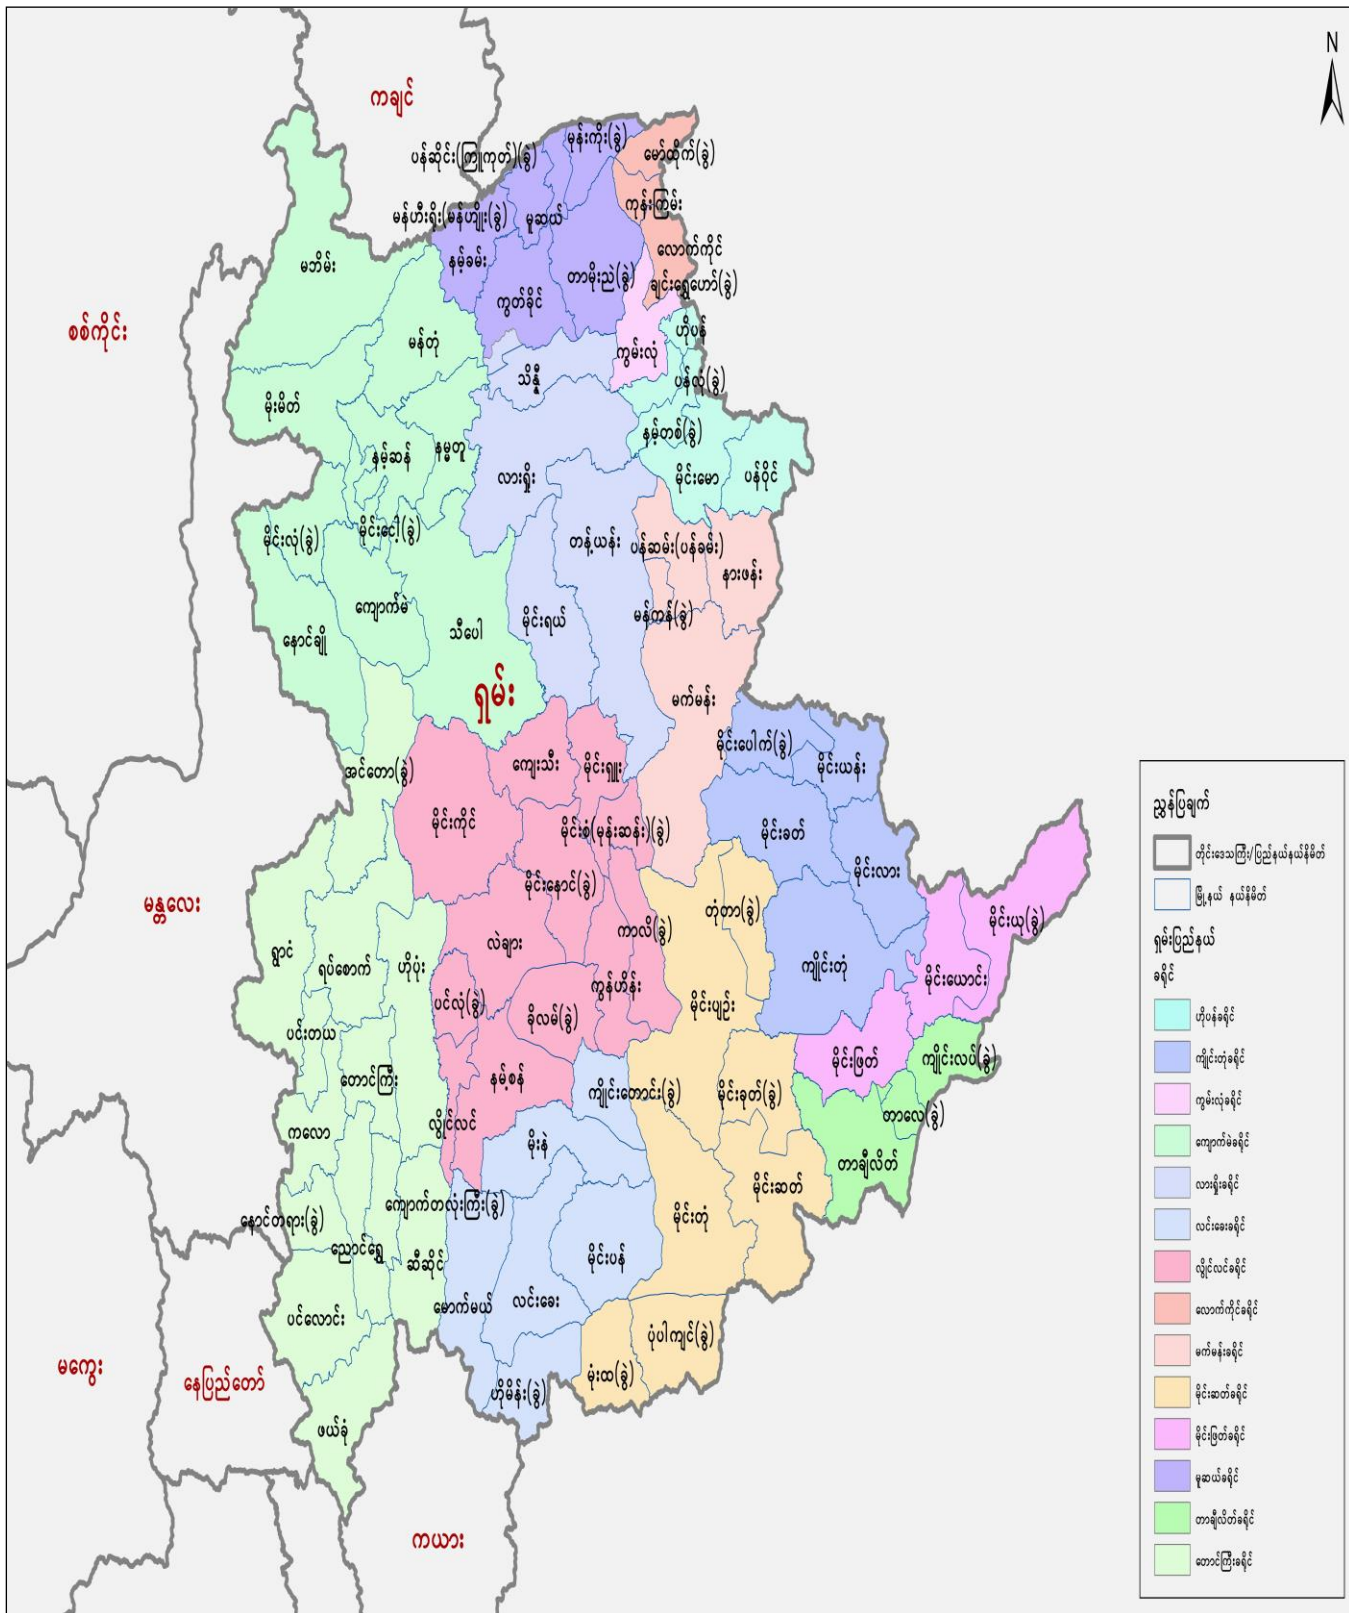 N
ကချင်
မုန်းကိုး(ခွဲ)
မော်ထိုက်(ခွဲ)
ပန်ဆိုင်း(ကြူကုတ်)(ခွဲ)
ကုန်းကြမ်း
မန်ဟီးရိုး(မန်ဟျိုး(ခွဲ)
မူဆယ်
လောက်ကိုင်
နမ့်ခမ်း
မဘိမ်း
တာမိုးညဲ(ခွဲ)
ချင်းရွှေဟော်(ခွဲ)
ကွတ်ခိုင်
စစ်ကိုင်း
ဟိုပန်
မန်တုံ
ကွမ်းလုံ
သိန္နီ
ပန်လုံ(ခွဲ)
မိုးမိတ်
နမ့်တစ်(ခွဲ)
နမ္မတူ
နမ့်ဆန်
လားရှိုး
မိုင်းမော
ပန်ဝိုင်
မိုင်းငေါ့(ခွဲ)
မိုင်းလုံ(ခွဲ)
တန့်ယန်း
ပန်ဆမ်း(ပန်ခမ်း)
နားဖန်း
ကျောက်မဲ
မန်ကန်(ခွဲ)
မိုင်းရယ်
သီပေါ
နောင်ချို
ရှမ်း
မက်မန်း
မိုင်းပေါက်(ခွဲ)
အင်တော(ခွဲ)
ကျေးသီး
မိုင်းရှူး
မိုင်းယန်း
မိုင်းကိုင်
မိုင်းစံ(မုန်းဆန်း)(ခွဲ)
မိုင်းခတ်
မိုင်းလား
မိုင်းနောင်(ခွဲ)
မန္တလေး
တုံတာ(ခွဲ)
မိုင်းယု(ခွဲ)
ကာလိ(ခွဲ)
လဲချား
ရွာငံ
ရပ်စောက်
ဟိုပုံး
ကျိုင်းတုံ
ကွန်ဟိန်း
မိုင်းယောင်း
ပင်လုံ(ခွဲ)
မိုင်းပျဉ်း
ခိုလမ်(ခွဲ)
ပင်းတယ
မိုင်းဖြတ်
ကျိုင်းလပ်(ခွဲ)
တောင်ကြီး
နမ့်စန်
ကျိုင်းတောင်း(ခွဲ)
မိုင်းခုတ်(ခွဲ)
တာလေ(ခွဲ)
လွိုင်လင်
ကလော
မိုးနဲ
တာချီလိတ်
မိုင်းဆတ်
ကျောက်တလုံးကြီး(ခွဲ)
မိုင်းတုံ
နောင်တရား(ခွဲ)
ညောင်ရွှေ
ဆီဆိုင်
မိုင်းပန်
လင်းခေး
မောက်မယ်
ပင်လောင်း
ပုံပါကျင်(ခွဲ)
မကွေး
နေပြည်တော်
မုံးထ(ခွဲ)
ဟိုမိန်း(ခွဲ)
ဖယ်ခုံ
ကယား
ညွှန်ပြချက်
တိုင်းဒေသကြီး/ပြည်နယ်နယ်နိမိတ်
မြို့နယ် နယ်နိမိတ်
ရှမ်းပြည်နယ်
ခရိုင်
ဟိုပန်ခရိုင်
ကျိုင်းတုံခရိုင်
ကွမ်းလုံခရိုင်
ကျောက်မဲခရိုင်
လားရှိုးခရိုင်
လင်းခေးခရိုင်
လွိုင်လင်ခရိုင်
လောက်ကိုင်ခရိုင်
မက်မန်းခရိုင်
မိုင်းဆတ်ခရိုင်
မိုင်းဖြတ်ခရိုင်
မူဆယ်ခရိုင်
တာချီလိတ်ခရိုင်
တောင်ကြီးခရိုင်